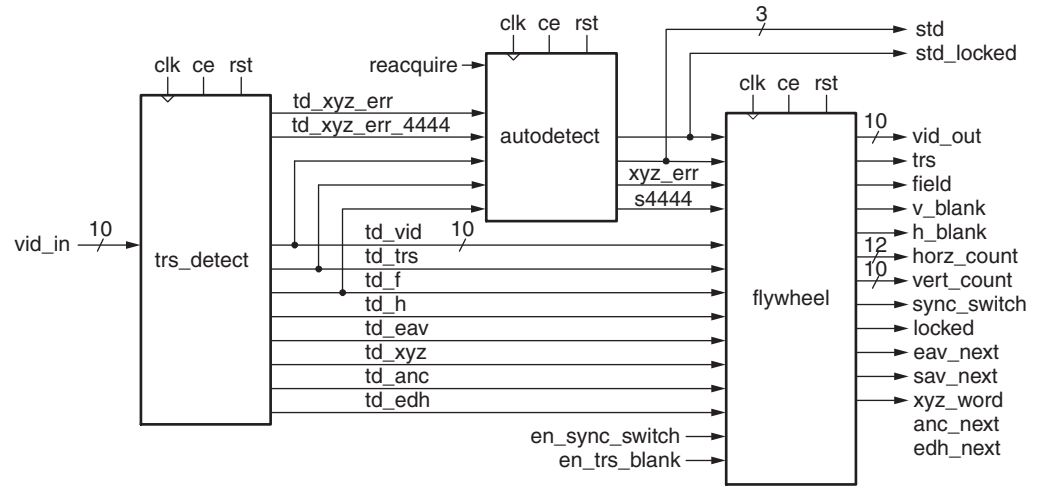 3
std
std_locked
clk ce rst
reacquire
autodetect
clk ce rst
td_xyz_err
td_xyz_err_4444
xyz_err
s4444
clk ce rst
vid_in
10
trs_detect
td_vid
10
td_trs
td_f
td_h
td_eav
td_xyz
td_anc
td_edh
en_sync_switch
en_trs_blank
flywheel
10
vid_out
trs
field
v_blank
h_blank
12
horz_count
10
vert_count
sync_switch
locked
eav_next
sav_next
xyz_word
anc_next
edh_next